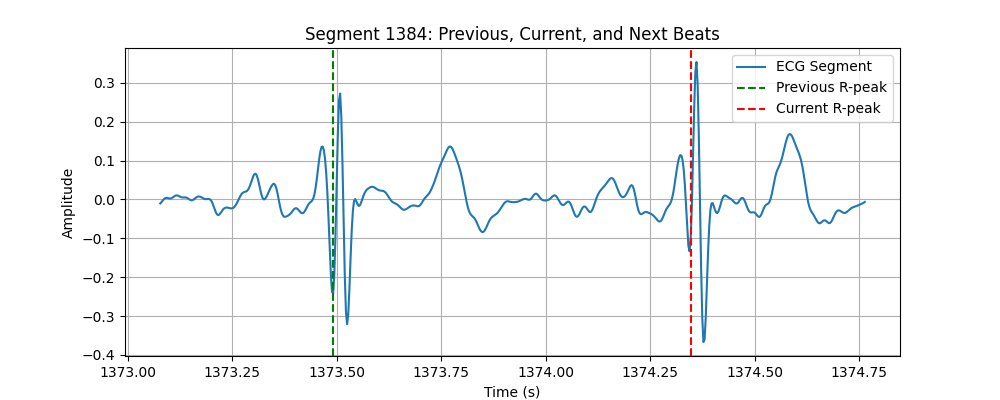 Segment 1384: Previous, Current, and Next Beats
ECG Segment
Previous R-peak
Current R-peak
Amplitude
0.3
0.2
0.1
0.0
−0.1
−0.2
−0.3
−0.4
1373.00 1373.25 1373.50 1373.75 1374.00 1374.25 1374.50 1374.75
Time (s)